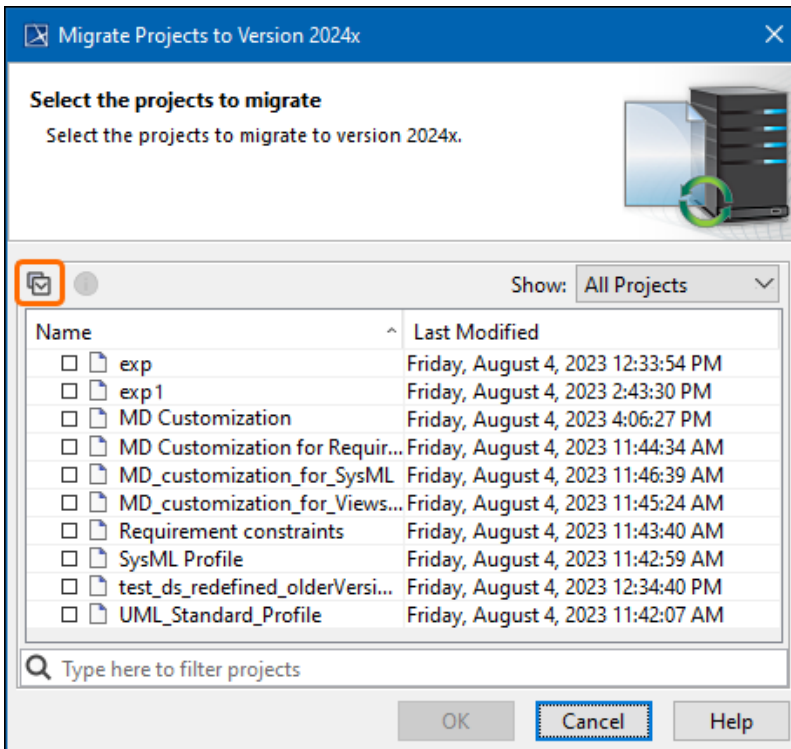 Migrate Projects to Version 2024x
Select the projects to migrate
Select the projects to migrate to version 2024x.
Show: All Projects
Name Last Modified
exp Friday, August 4, 2023 12:33:54 PM
exp1 Friday, August 4, 2023 2:43:30 PM
MD Customization Friday, August 4, 2023 4:06:27 PM
MD Customization for Requir... Friday, August 4, 2023 11:44:34 AM
MD_customization_for_SysML Friday, August 4, 2023 11:46:39 AM
MD_customization_for_Views... Friday, August 4, 2023 11:45:24 AM
Requirement constraints Friday, August 4, 2023 11:43:40 AM
SysML Profile Friday, August 4, 2023 11:42:59 AM
test_ds_redefined_olderVersi... Friday, August 4, 2023 12:34:40 PM
UML_Standard_Profile Friday, August 4, 2023 11:42:07 AM
Type here to filter projects
OK Cancel Help